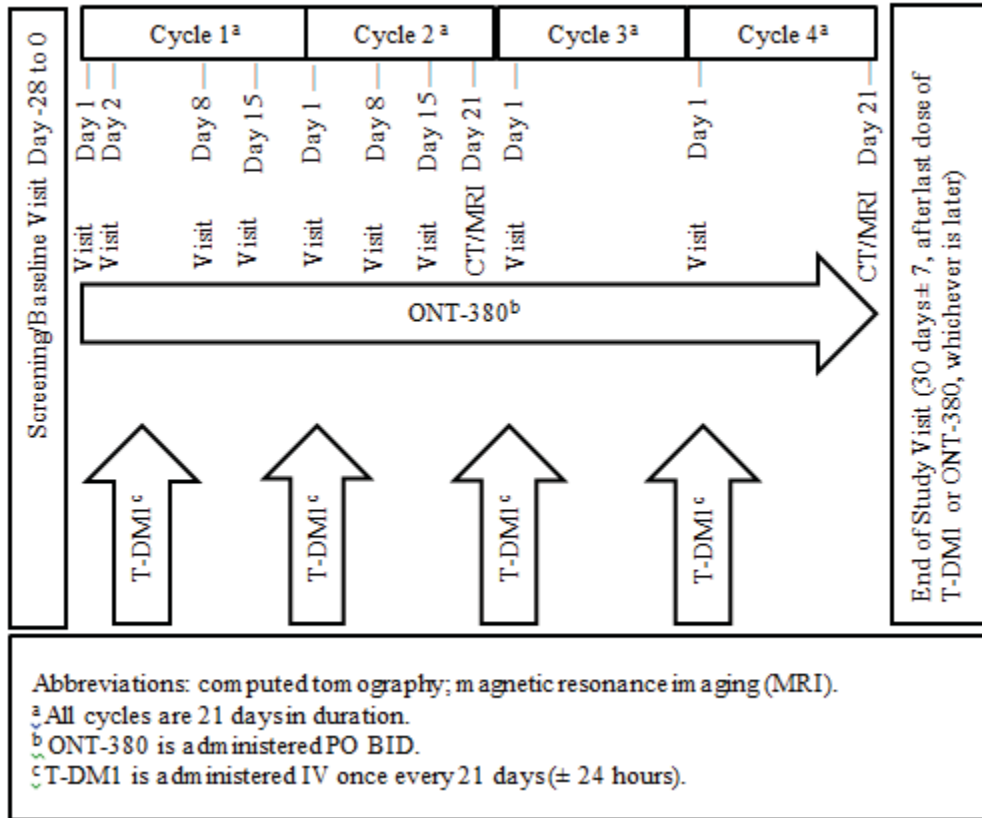 Screening/Baseline Visit Day -28 to 0
Cycle 1ª
Cycle 2ª
Cycle 3ª
Cycle 4ª
Day 1
Day 2
Day 8
Day 15
Day 1
Day 8
Day 15
Day 21
Day 1
Day 1
Day 21
Visit
Visit
Visit
Visit
Visit
Visit
Visit
CT/MRI
Visit
Visit
CT/MRI
ONT-380ᵇ
T-DM1ᶜ
T-DM1ᶜ
T-DM1ᶜ
T-DM1ᶜ
End of Study Visit (30 days ± 7, after last dose of
T-DM1 or ONT-380, whichever is later)
Abbreviations: computed tomography; magnetic resonance imaging (MRI).
ª All cycles are 21 days in duration.
ᵇ ONT-380 is administered PO BID.
ᶜ T-DM1 is administered IV once every 21 days (± 24 hours).